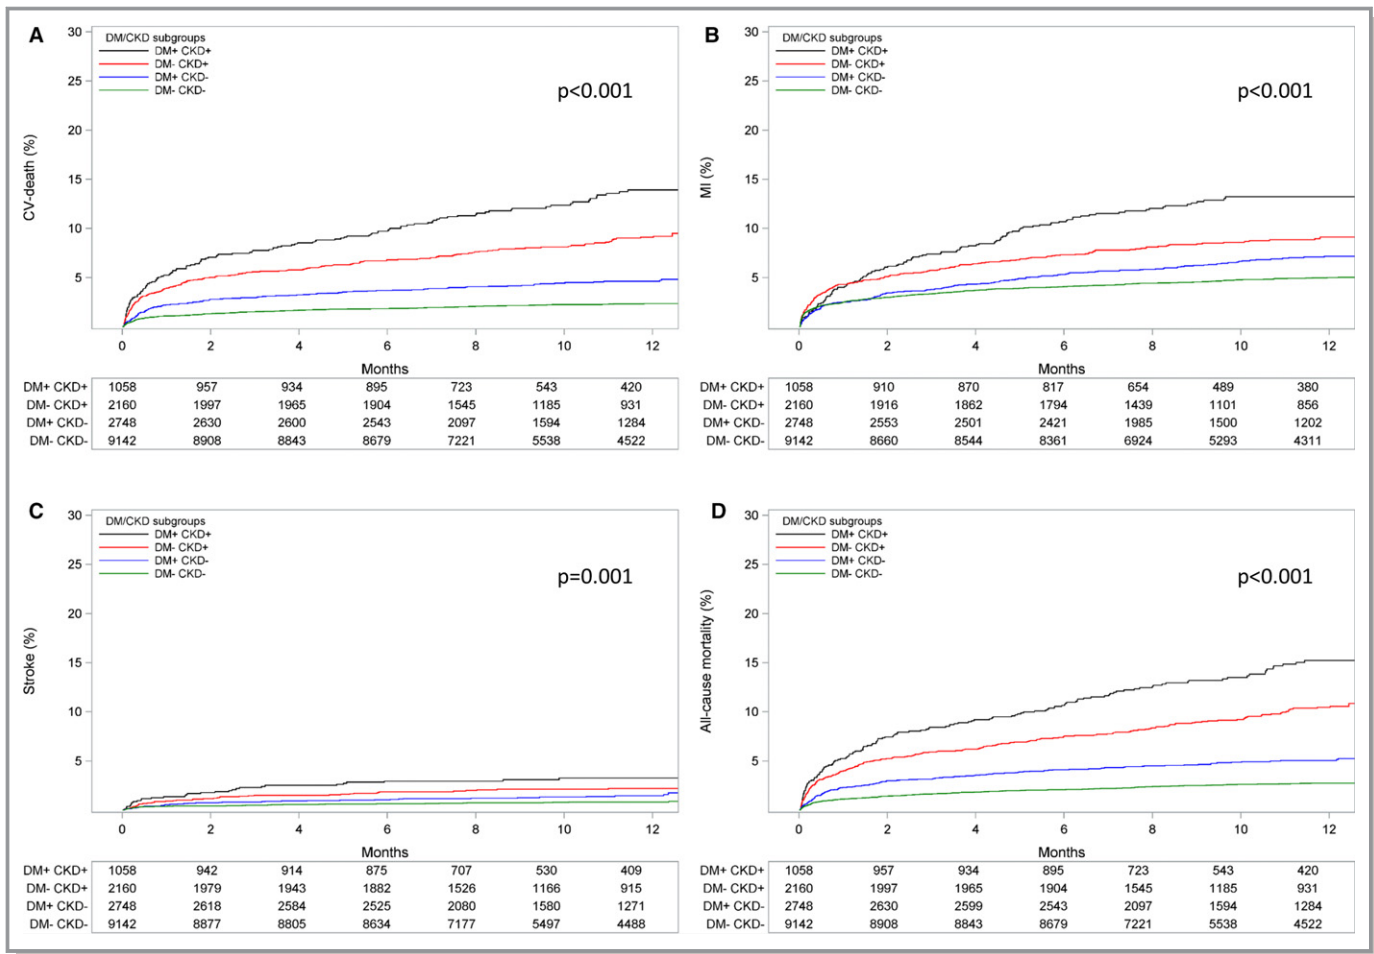 A
DM/CKD subgroups
DM+ CKD+
DM- CKD+
DM+ CKD-
DM- CKD-
p<0.001
CV-death (%)
30
25
20
15
10
5
0 2 4 6 8 10 12
Months
DM+ CKD+ 1058 957 934 895 723 543 420
DM- CKD+ 2160 1997 1965 1904 1545 1185 931
DM+ CKD- 2748 2630 2600 2543 2097 1594 1284
DM- CKD- 9142 8908 8843 8679 7221 5538 4522
B
DM/CKD subgroups
DM+ CKD+
DM- CKD+
DM+ CKD-
DM- CKD-
p<0.001
MI (%)
30
25
20
15
10
5
0 2 4 6 8 10 12
Months
DM+ CKD+ 1058 910 870 817 654 489 380
DM- CKD+ 2160 1916 1862 1794 1439 1101 856
DM+ CKD- 2748 2553 2501 2421 1985 1500 1202
DM- CKD- 9142 8660 8544 8361 6924 5293 4311
C
DM/CKD subgroups
DM+ CKD+
DM- CKD+
DM+ CKD-
DM- CKD-
p=0.001
Stroke (%)
30
25
20
15
10
5
0 2 4 6 8 10 12
Months
DM+ CKD+ 1058 942 914 875 707 530 409
DM- CKD+ 2160 1979 1943 1882 1526 1166 915
DM+ CKD- 2748 2618 2584 2525 2080 1580 1271
DM- CKD- 9142 8877 8805 8634 7177 5497 4488
D
DM/CKD subgroups
DM+ CKD+
DM- CKD+
DM+ CKD-
DM- CKD-
p<0.001
All-cause mortality (%)
30
25
20
15
10
5
0 2 4 6 8 10 12
Months
DM+ CKD+ 1058 957 934 895 723 543 420
DM- CKD+ 2160 1997 1965 1904 1545 1185 931
DM+ CKD- 2748 2630 2599 2543 2097 1594 1284
DM- CKD- 9142 8908 8843 8679 7221 5538 4522